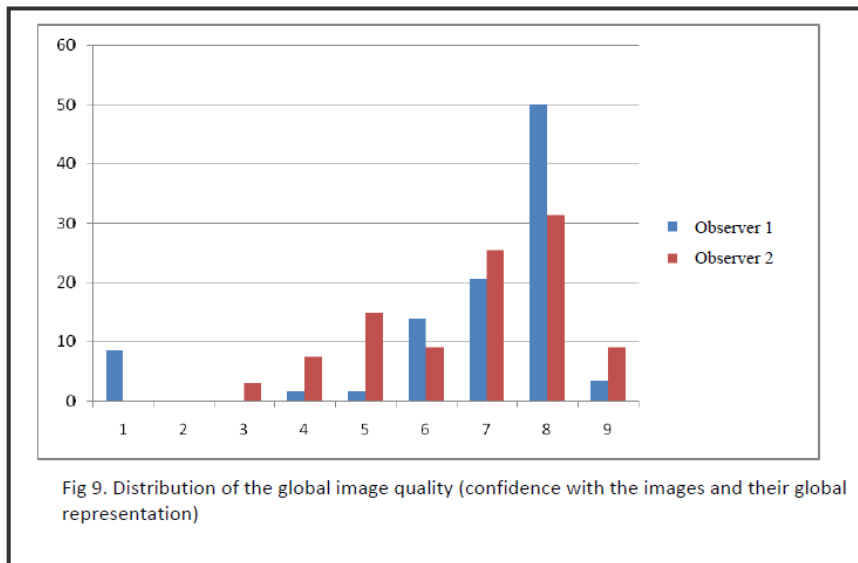 60
50
40
30
20
10
0
1 2 3 4 5 6 7 8 9
Observer 1
Observer 2
Fig 9. Distribution of the global image quality (confidence with the images and their global
representation)